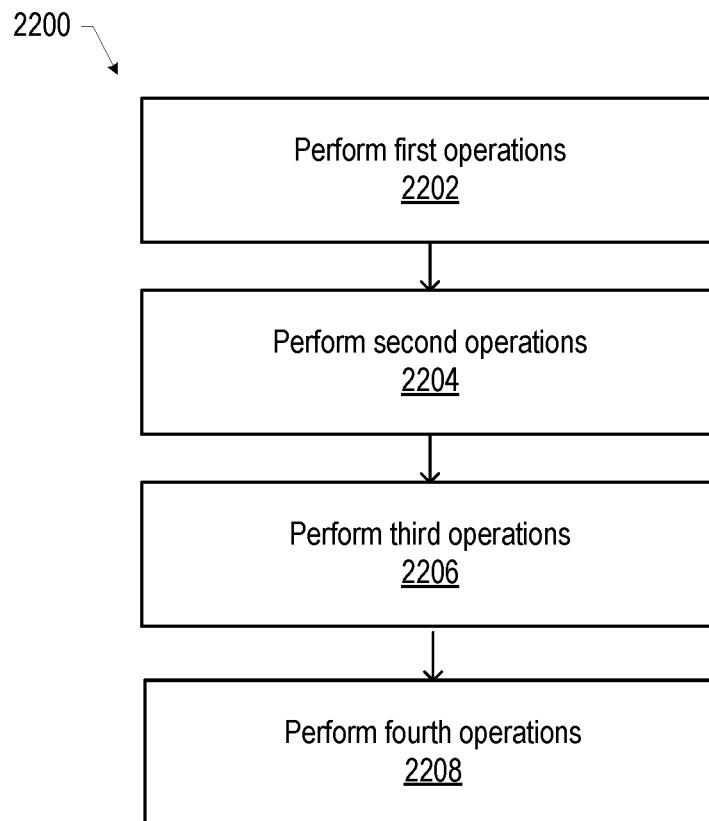 2200
Perform first operations
2202
Perform second operations
2204
Perform third operations
2206
Perform fourth operations
2208